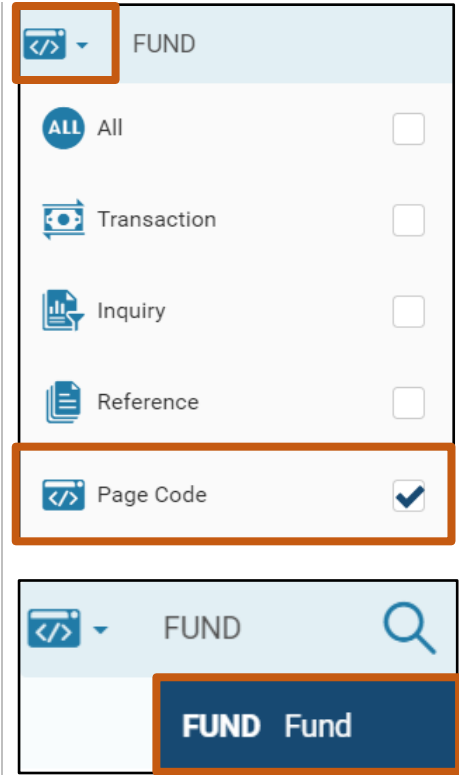 </> FUND
ALL All
Transaction
Inquiry
Reference
</> Page Code
</> FUND
FUND Fund